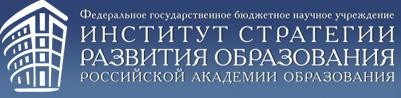 Федеральное государственное бюджетное научное учреждение
ИНСТИТУТ СТРАТЕГИИ
РАЗВИТИЯ ОБРАЗОВАНИЯ
РОССИЙСКОЙ АКАДЕМИИ ОБРАЗОВАНИЯ